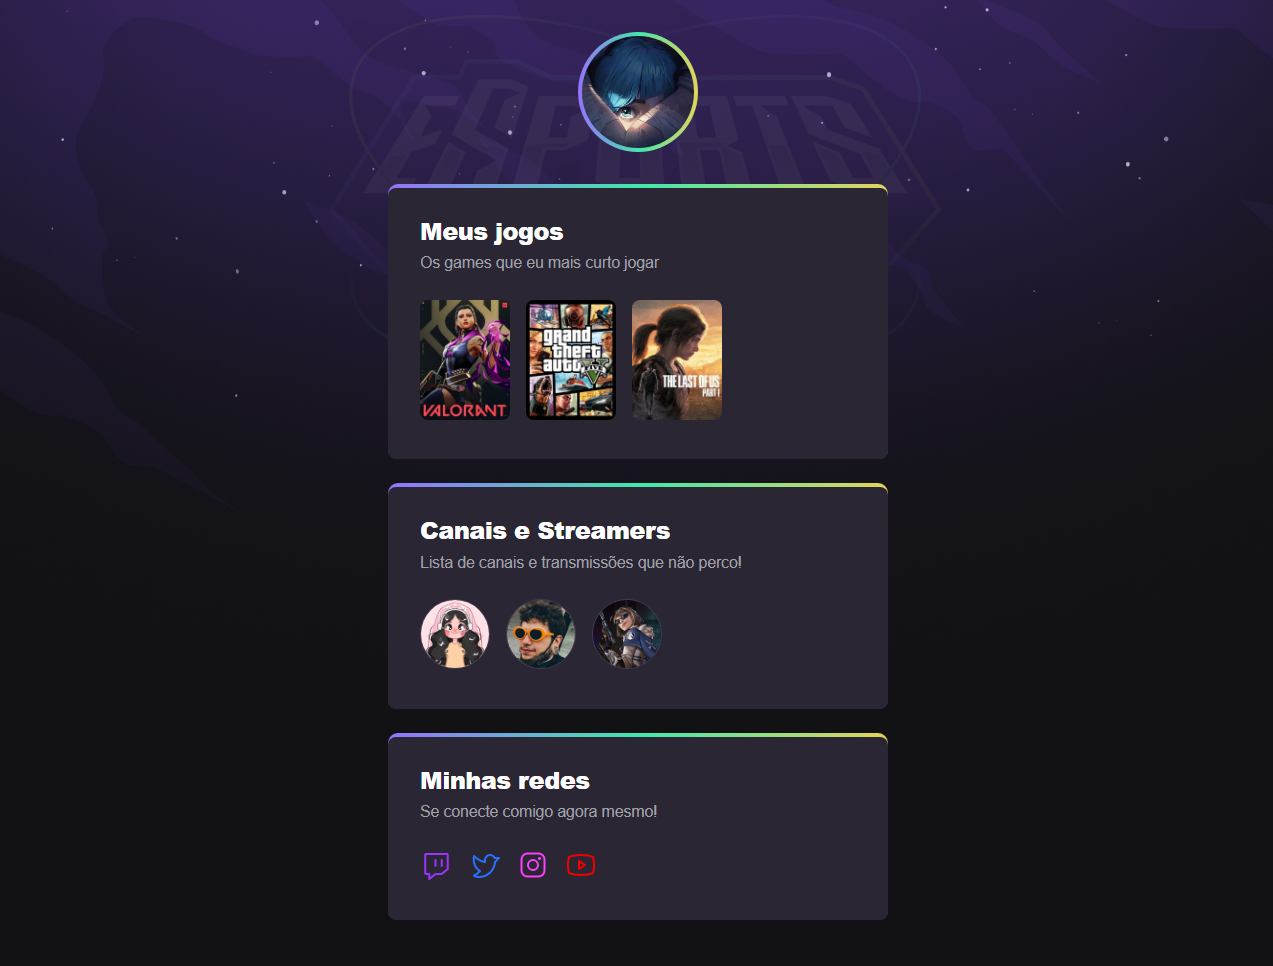 ESPORTS
Meus jogos
Os games que eu mais curto jogar
VALORANT
grand
theft
auto
V
FIVE
THE LAST OF US
PART I
Canais e Streamers
Lista de canais e transmissões que não perco!
Minhas redes
Se conecte comigo agora mesmo!